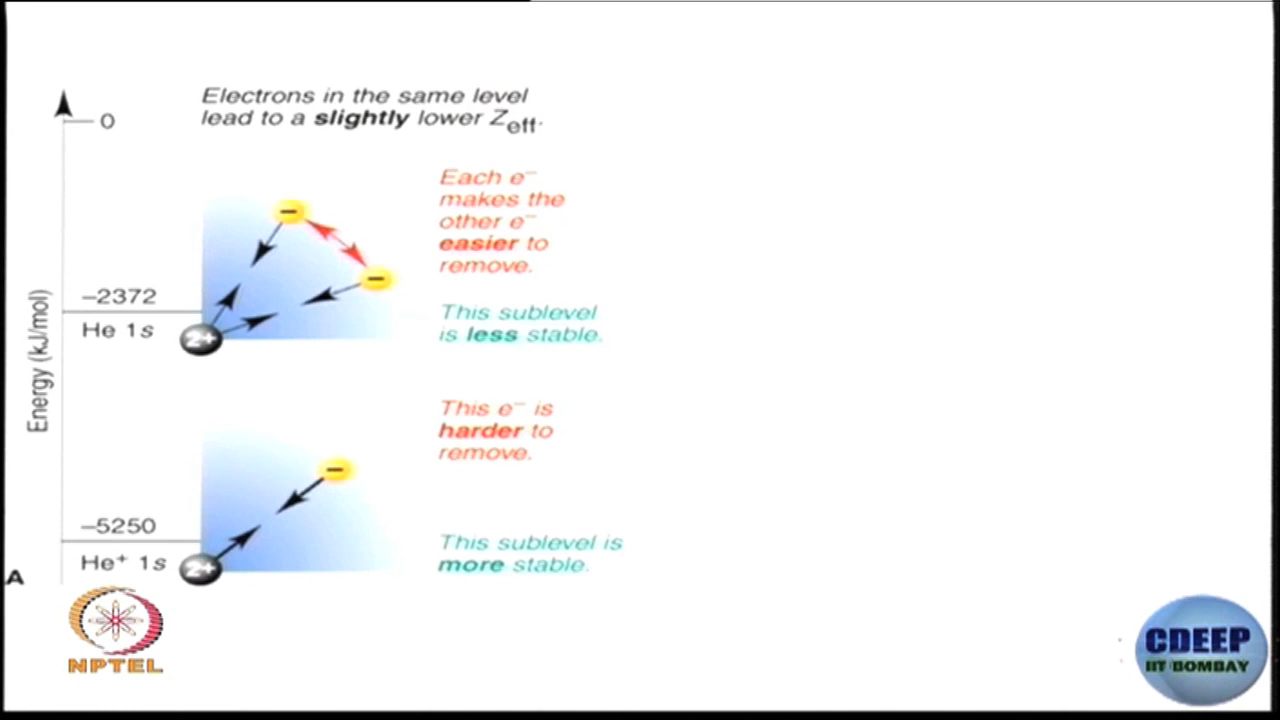 Electrons in the same level
lead to a slightly lower Zeff.
0
Each e−
makes the
other e−
easier to
remove.
−
−
−2372
He 1s
2+
This sublevel
is less stable.
Energy (kJ/mol)
This e− is
harder to
remove.
−
−5250
He+ 1s
2+
This sublevel is
more stable.
A
NPTEL
CDEEP
IIT BOMBAY